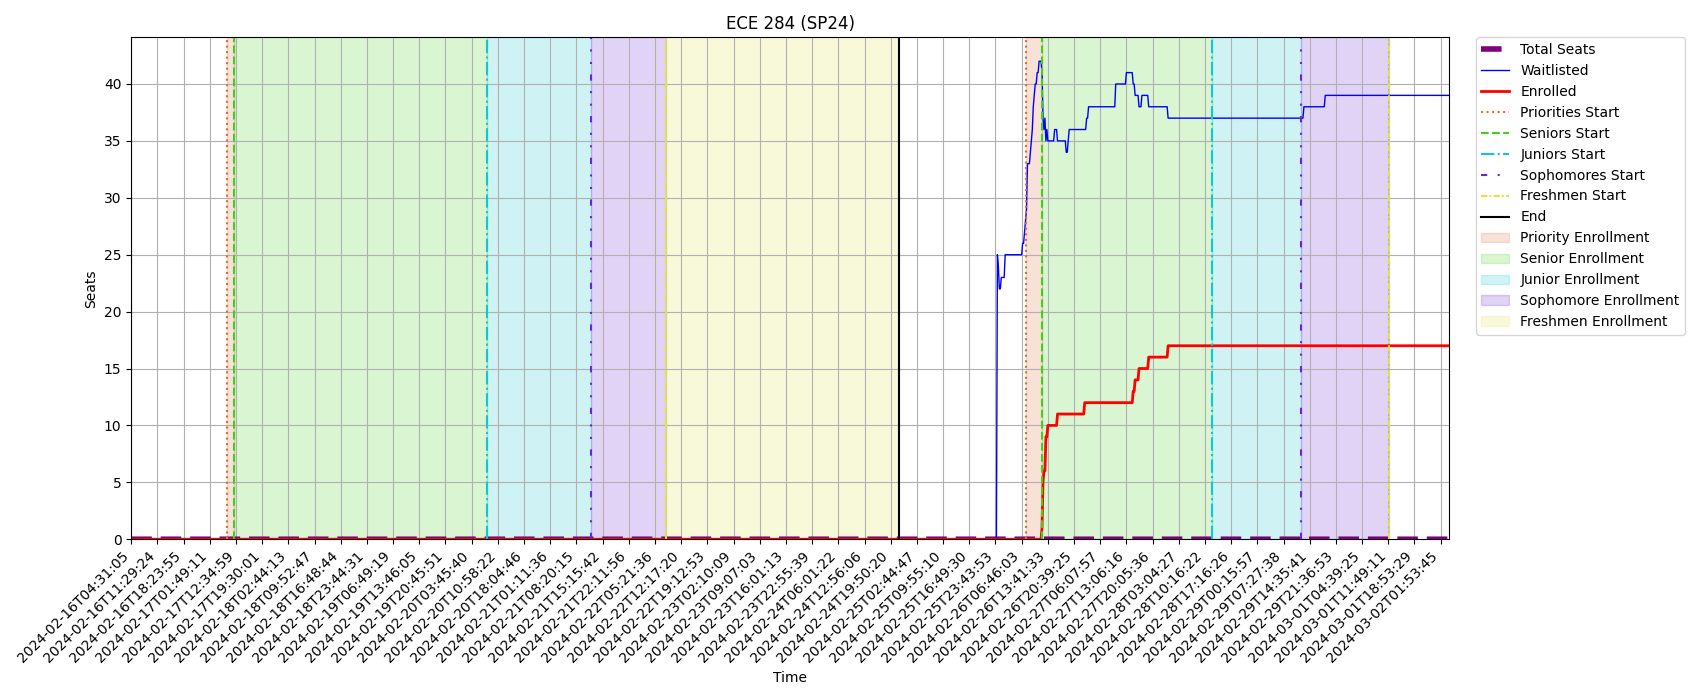 ECE 284 (SP24)
Seats
40
35
30
25
20
15
10
5
0
2024-02-16T04:31:05
2024-02-16T11:29:24
2024-02-16T18:23:55
2024-02-17T01:49:11
2024-02-17T12:34:59
2024-02-17T19:30:01
2024-02-18T02:44:13
2024-02-18T09:52:47
2024-02-18T16:48:44
2024-02-18T23:44:31
2024-02-19T06:49:19
2024-02-19T13:46:05
2024-02-19T20:45:51
2024-02-20T03:45:40
2024-02-20T10:58:22
2024-02-20T18:04:46
2024-02-21T01:11:36
2024-02-21T08:20:15
2024-02-21T15:15:42
2024-02-21T22:11:56
2024-02-22T05:21:36
2024-02-22T12:17:20
2024-02-22T19:12:53
2024-02-23T02:10:09
2024-02-23T09:07:03
2024-02-23T16:01:13
2024-02-23T22:55:39
2024-02-24T06:01:22
2024-02-24T12:56:06
2024-02-24T19:50:20
2024-02-25T02:44:47
2024-02-25T09:55:10
2024-02-25T16:49:30
2024-02-25T23:43:53
2024-02-26T06:46:03
2024-02-26T13:41:33
2024-02-26T20:39:25
2024-02-27T06:07:57
2024-02-27T13:06:16
2024-02-27T20:05:36
2024-02-28T03:04:27
2024-02-28T10:16:22
2024-02-28T17:16:26
2024-02-29T00:15:57
2024-02-29T07:27:38
2024-02-29T14:35:41
2024-02-29T21:36:53
2024-03-01T04:39:25
2024-03-01T11:49:11
2024-03-01T18:53:29
2024-03-02T01:53:45
Time
Total Seats
Waitlisted
Enrolled
Priorities Start
Seniors Start
Juniors Start
Sophomores Start
Freshmen Start
End
Priority Enrollment
Senior Enrollment
Junior Enrollment
Sophomore Enrollment
Freshmen Enrollment